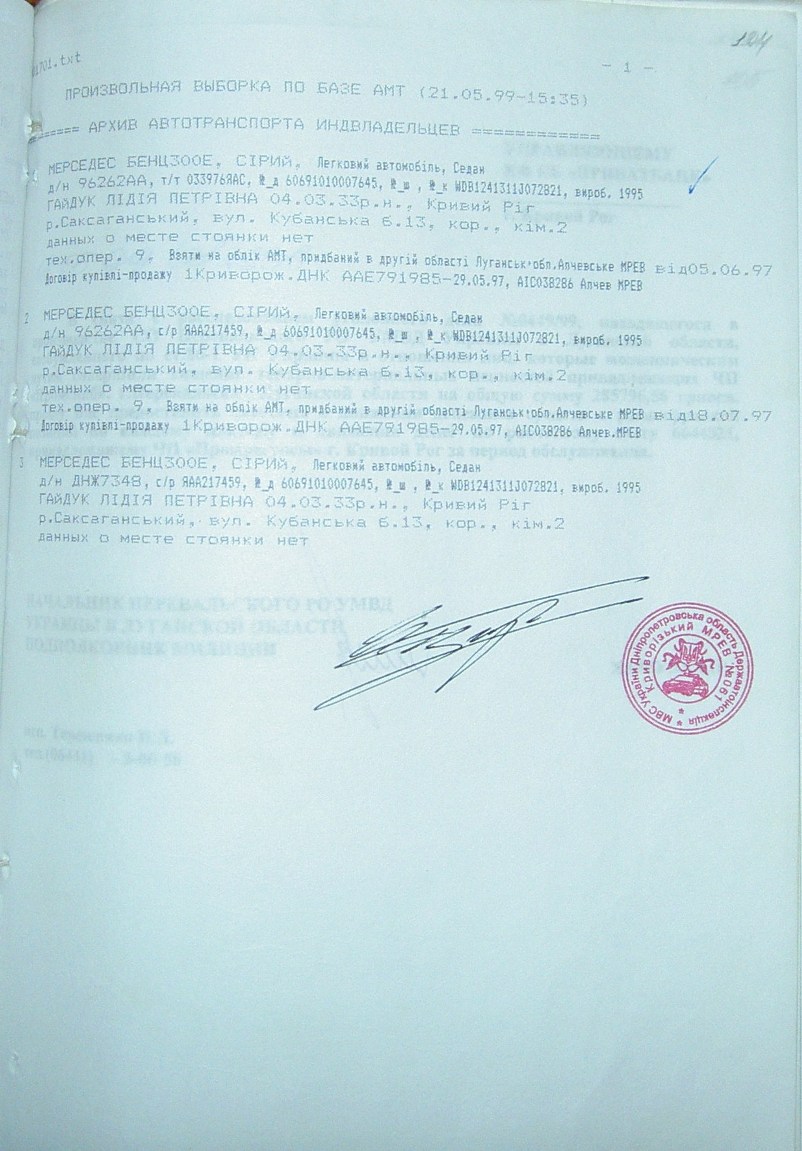 - 1 -
ПРОИЗВОЛЬНАЯ ВЫБОРКА ПО БАЗЕ АМТ (21.05.99-15:35)
====== АРХИВ АВТОТРАНСПОРТА ИНДВЛАДЕЛЬЦЕВ ============
МЕРСЕДЕС БЕНЦ300Е, СІРИЙ, Легковий автомобіль, Седан
д/н 96262АА, т/т 033976ЯАС, №_д 60691010007645, №_ш , №_к WDB1241311J072821, вироб. 1995
ГАЙДУК ЛІДІЯ ПЕТРІВНА 04.03.33р.н., Кривий Ріг
р.Саксаганський, вул. Кубанська б.13, кор., кім.2
данных о месте стоянки нет
тех.опер. 9, Взяти на облік АМТ, придбаний в другій області Луганськ-обл.Алчевське МРЕВ від05.06.97
Договір купівлі-продажу 1Криворож.ДНК ААЕ791985-29.05.97, АІС038286 Алчев МРЕВ
2 МЕРСЕДЕС БЕНЦ300Е, СІРИЙ, Легковий автомобіль, Седан
д/н 96262АА, с/р ЯАА217459, №_д 60691010007645, №_ш , №_к WDB1241311J072821, вироб. 1995
ГАЙДУК ЛІДІЯ ПЕТРІВНА 04.03.33р.н., Кривий Ріг
р.Саксаганський, вул. Кубанська б.13, кор., кім.2
данных о месте стоянки нет
тех.опер. 9, Взяти на облік АМТ, придбаний в другій області Луганськ-обл.Алчевське МРЕВ від18.07.97
Договір купівлі-продажу 1Криворож.ДНК ААЕ791985-29.05.97, АІС038286 Алчев.МРЕВ
3 МЕРСЕДЕС БЕНЦ300Е, СІРИЙ, Легковий автомобіль, Седан
д/н ДНЖ7348, с/р ЯАА217459, №_д 60691010007645, №_ш , №_к WDB1241311J072821, вироб. 1995
ГАЙДУК ЛІДІЯ ПЕТРІВНА 04.03.33р.н., Кривий Ріг
р.Саксаганський, вул. Кубанська б.13, кор., кім.2
данных о месте стоянки нет
МВС України Дніпропетровська область Державтоінспекція
Криворізький МРЕВ №061